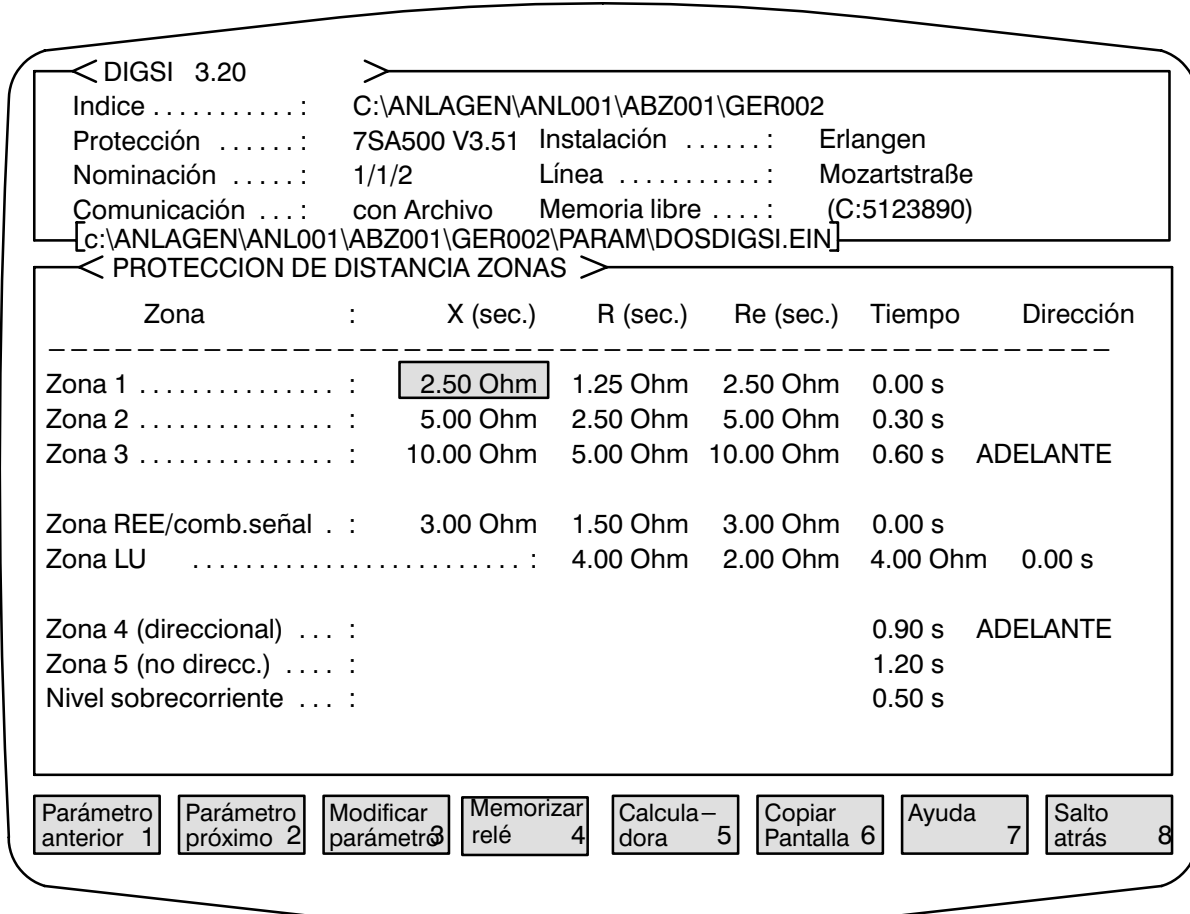 DIGSI 3.20
Indice . . . . . . . . . . . : C:\ANLAGEN\ANL001\ABZ001\GER002
Protección . . . . . . : 7SA500 V3.51 Instalación . . . . . . : Erlangen
Nominación . . . . . : 1/1/2 Línea . . . . . . . . . . . : Mozartstraße
Comunicación . . . : con Archivo Memoria libre . . . . : (C:5123890)
c:\ANLAGEN\ANL001\ABZ001\GER002\PARAM\DOSDIGSI.EIN
PROTECCION DE DISTANCIA ZONAS
Zona : X (sec.) R (sec.) Re (sec.) Tiempo Dirección
Zona 1 . . . . . . . . . . . . . . . : 2.50 Ohm 1.25 Ohm 2.50 Ohm 0.00 s
Zona 2 . . . . . . . . . . . . . . . : 5.00 Ohm 2.50 Ohm 5.00 Ohm 0.30 s
Zona 3 . . . . . . . . . . . . . . . : 10.00 Ohm 5.00 Ohm 10.00 Ohm 0.60 s ADELANTE
Zona REE/comb.señal . : 3.00 Ohm 1.50 Ohm 3.00 Ohm 0.00 s
Zona LU . . . . . . . . . . . . . . . . . . . . . . . . . : 4.00 Ohm 2.00 Ohm 4.00 Ohm 0.00 s
Zona 4 (direccional) . . . : 0.90 s ADELANTE
Zona 5 (no direcc.) . . . . : 1.20 s
Nivel sobrecorriente . . . : 0.50 s
Parámetro anterior 1
Parámetro próximo 2
Modificar parámetro 3
Memorizar relé 4
Calcula–
dora 5
Copiar Pantalla 6
Ayuda 7
Salto atrás 8